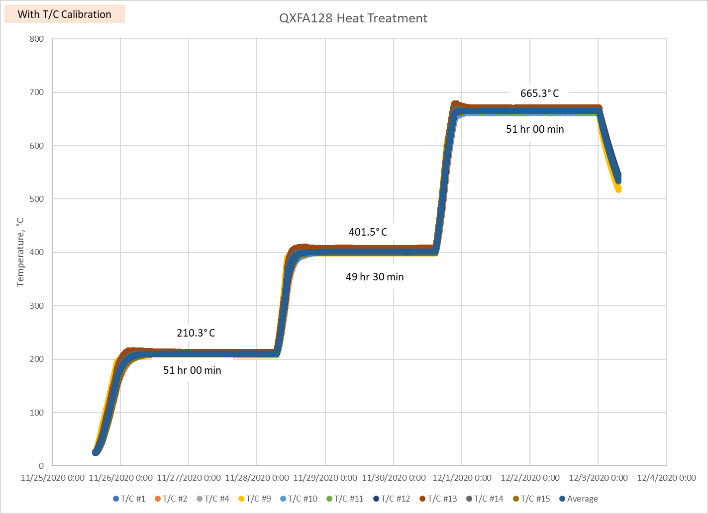 With T/C Calibration
QXFA128 Heat Treatment
800
700
600
500
400
300
200
100
0
Temperature, °C
665.3°C
51 hr 00 min
401.5°C
49 hr 30 min
210.3°C
51 hr 00 min
11/25/2020 0:00 11/26/2020 0:00 11/27/2020 0:00 11/28/2020 0:00 11/29/2020 0:00 11/30/2020 0:00 12/1/2020 0:00 12/2/2020 0:00 12/3/2020 0:00 12/4/2020 0:00
T/C #1 T/C #2 T/C #4 T/C #9 T/C #10 T/C #11 T/C #12 T/C #13 T/C #14 T/C #15 Average